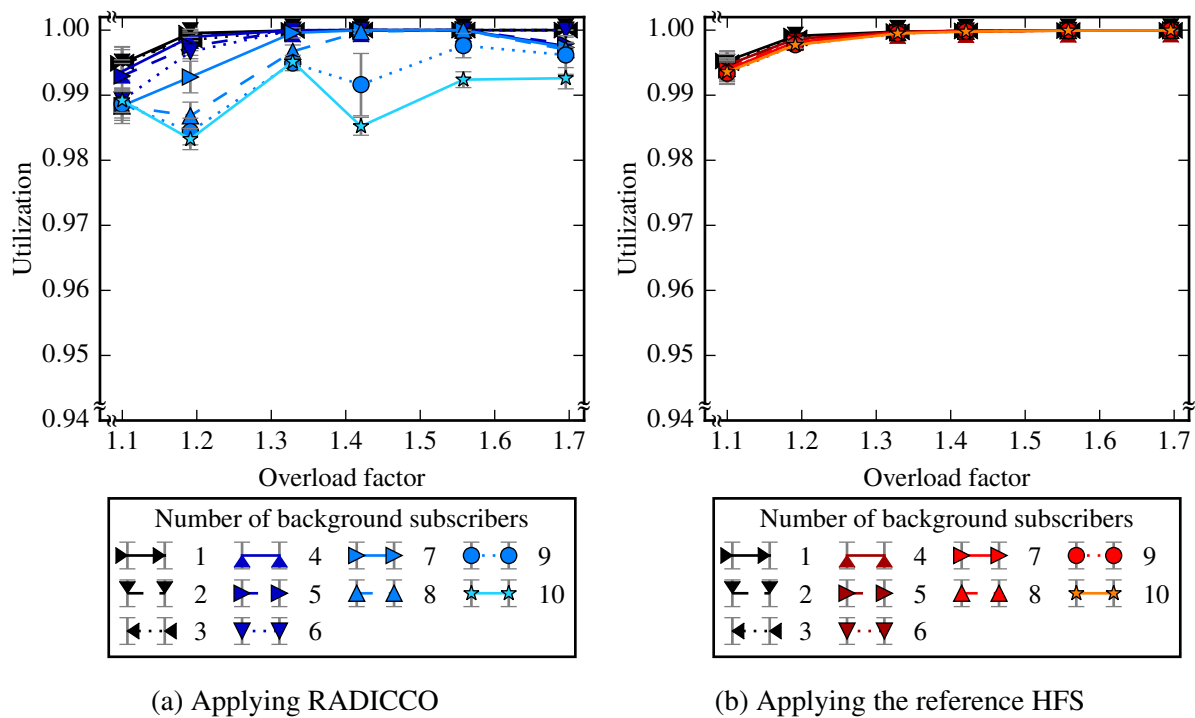 1.00
0.99
0.98
0.97
0.96
0.95
0.94
Utilization
1.1 1.2 1.3 1.4 1.5 1.6 1.7
Overload factor
Number of background subscribers
1 4 7 9
2 5 8 10
3 6
(a) Applying RADICCO
1.00
0.99
0.98
0.97
0.96
0.95
0.94
Utilization
1.1 1.2 1.3 1.4 1.5 1.6 1.7
Overload factor
Number of background subscribers
1 4 7 9
2 5 8 10
3 6
(b) Applying the reference HFS